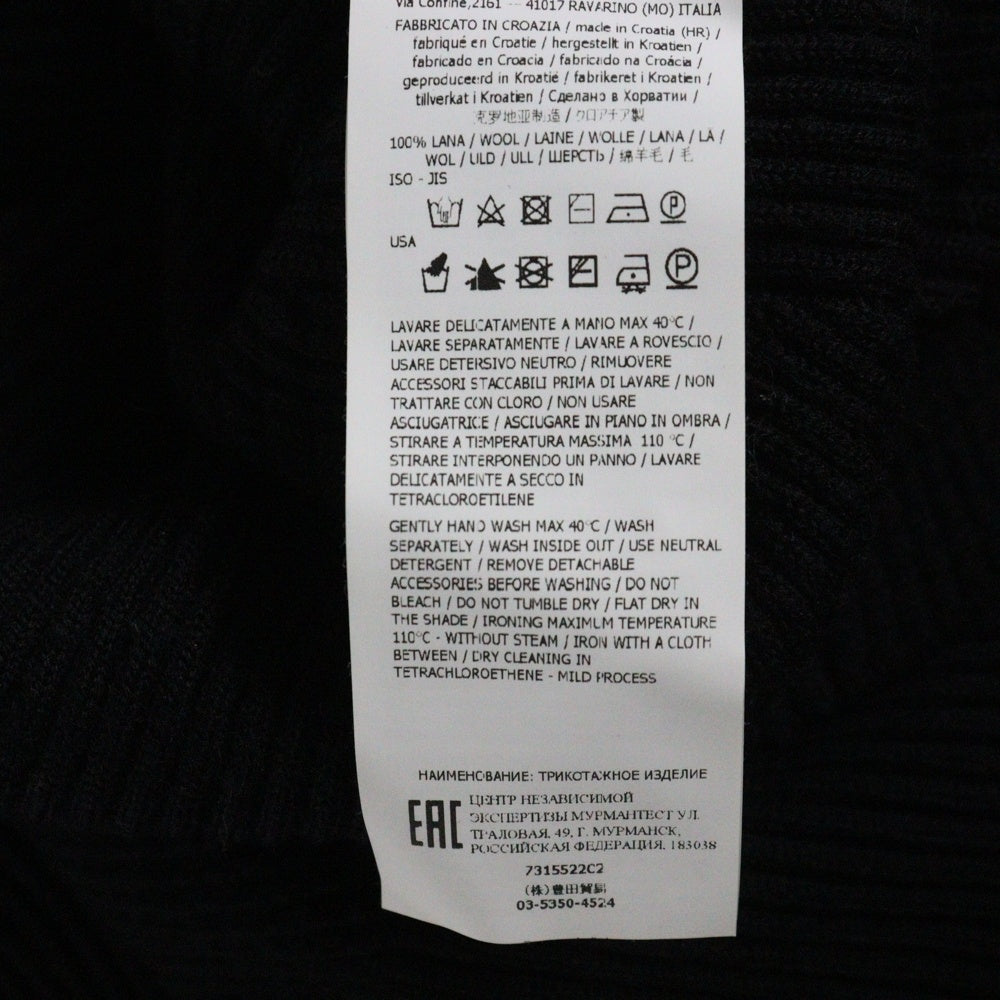 Via Confine,2161 -- 41017 RAVARINO (MO) ITALIA
FABBRICATO IN CROAZIA / made in Croatia (HR) /
fabriqué en Croatie / hergestellt in Kroatien /
fabricado en Croacia / fabricado na Croácia /
geproduceerd in Kroatië / fabrikeret i Kroatien /
tillverkat i Kroatien / Сделано в Хорватии /
克罗地亚制造 / クロアチア製
100% LANA / WOOL / LAINE / WOLLE / LANA / LÃ /
WOL / ULD / ULL / ШЕРСТЬ / 绵羊毛 / 毛
ISO - JIS
P
USA
P
LAVARE DELICATAMENTE A MANO MAX 40°C /
LAVARE SEPARATAMENTE / LAVARE A ROVESCIO /
USARE DETERSIVO NEUTRO / RIMUOVERE
ACCESSORI STACCABILI PRIMA DI LAVARE / NON
TRATTARE CON CLORO / NON USARE
ASCIUGATRICE / ASCIUGARE IN PIANO IN OMBRA /
STIRARE A TEMPERATURA MASSIMA 110 °C /
STIRARE INTERPONENDO UN PANNO / LAVARE
DELICATAMENTE A SECCO IN
TETRACLOROETILENE
GENTLY HAND WASH MAX 40°C / WASH
SEPARATELY / WASH INSIDE OUT / USE NEUTRAL
DETERGENT / REMOVE DETACHABLE
ACCESSORIES BEFORE WASHING / DO NOT
BLEACH / DO NOT TUMBLE DRY / FLAT DRY IN
THE SHADE / IRONING MAXIMUM TEMPERATURE
110°C - WITHOUT STEAM / IRON WITH A CLOTH
BETWEEN / DRY CLEANING IN
TETRACHLOROETHENE - MILD PROCESS
НАИМЕНОВАНИЕ: ТРИКОТАЖНОЕ ИЗДЕЛИЕ
EAC
ЦЕНТР НЕЗАВИСИМОЙ
ЭКСПЕРТИЗЫ МУРМАНТЕСТ УЛ.
ТРАЛОВАЯ, 49, Г. МУРМАНСК,
РОССИЙСКАЯ ФЕДЕРАЦИЯ, 183038
7315522C2
(株)豊田貿易
03-5350-4524